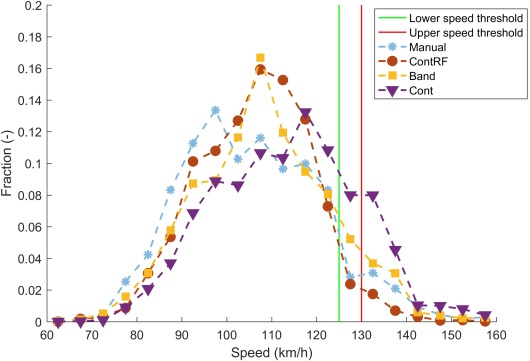 0.2
0.18
0.16
0.14
0.12
0.1
0.08
0.06
0.04
0.02
0
Fraction (-)
60 70 80 90 100 110 120 130 140 150 160
Speed (km/h)
Lower speed threshold
Upper speed threshold
Manual
ContRF
Band
Cont